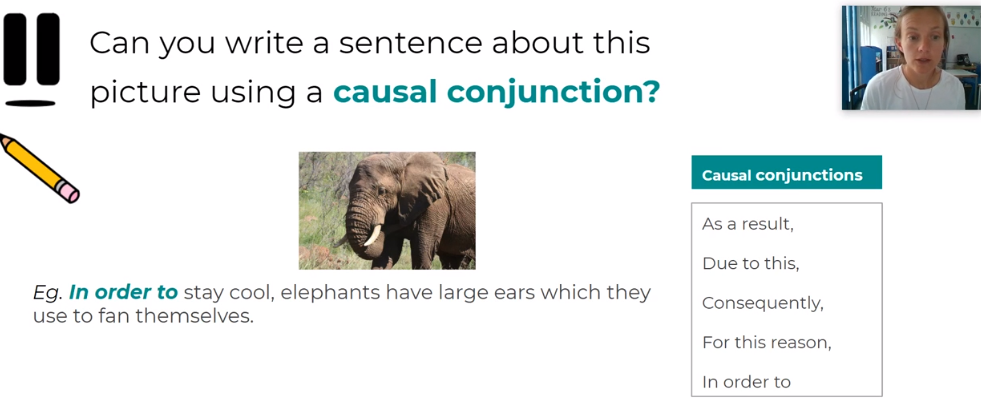 Can you write a sentence about this
picture using a causal conjunction?
Eg. In order to stay cool, elephants have large ears which they
use to fan themselves.
Causal conjunctions
As a result,
Due to this,
Consequently,
For this reason,
In order to